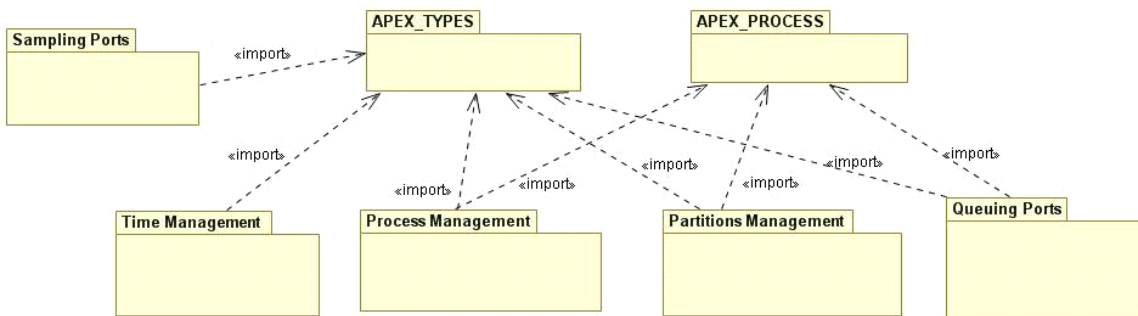 APEX_TYPES
APEX_PROCESS
Sampling Ports
«import»
«import»
«import»
«import»
«import»
«import»
«import»
«import»
Time Management
Process Management
Partitions Management
Queuing Ports